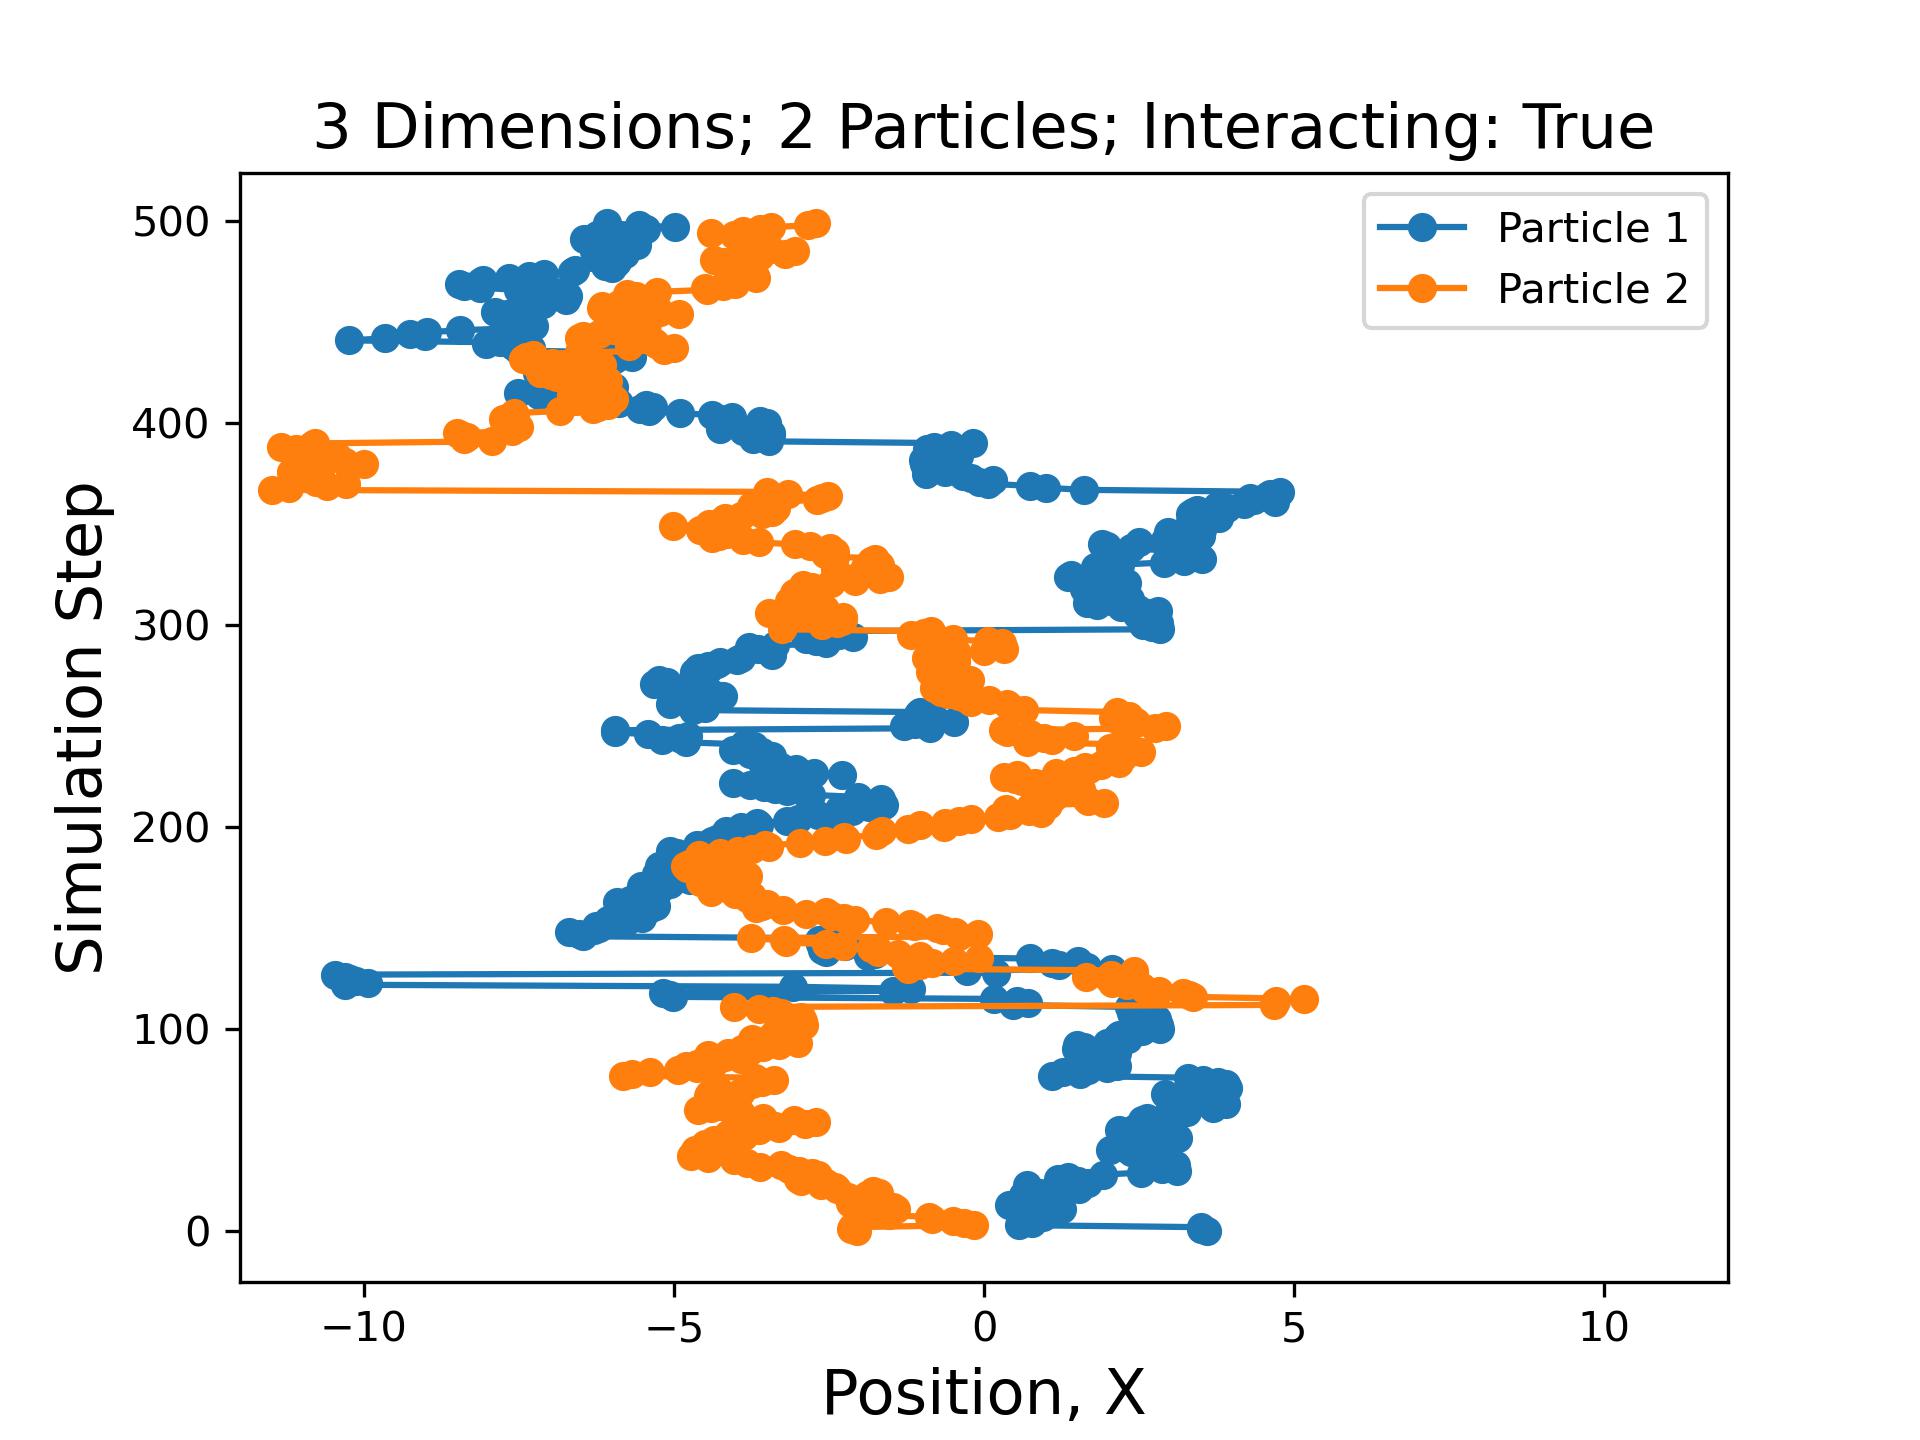 3 Dimensions; 2 Particles; Interacting: True
Particle 1
Particle 2
Simulation Step
500
400
300
200
100
0
−10
−5
0
5
10
Position, X